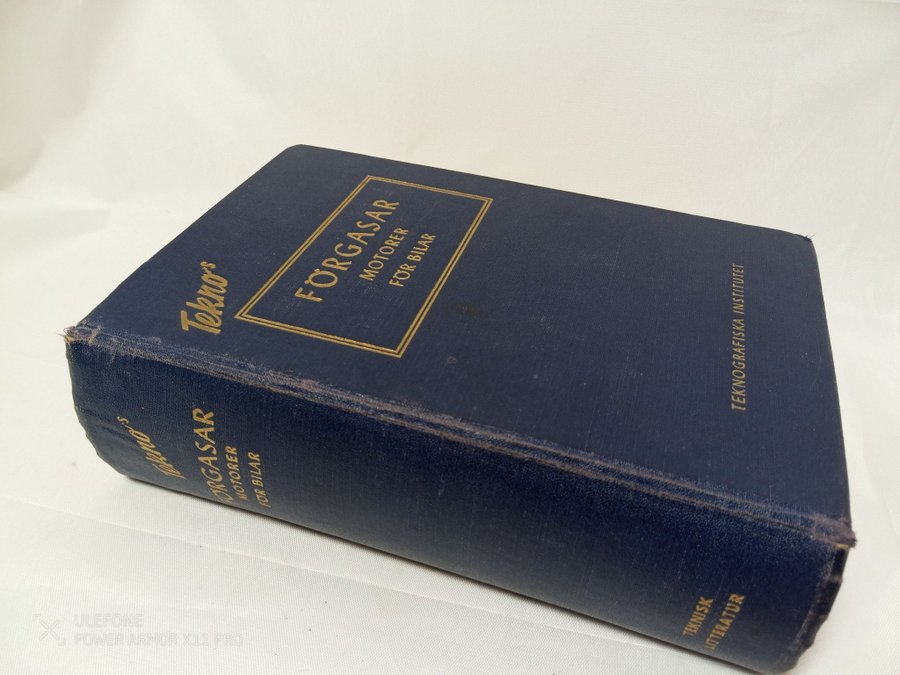 Tekno's
FÖRGASAR
MOTORER
FÖR BILAR
TEKNOGRAFISKA INSTITUTET
Tekno's
FÖRGASAR
MOTORER
FÖR BILAR
TEKNISK
LITTERATUR
ULEFONE
POWER ARMOR X11 PRO